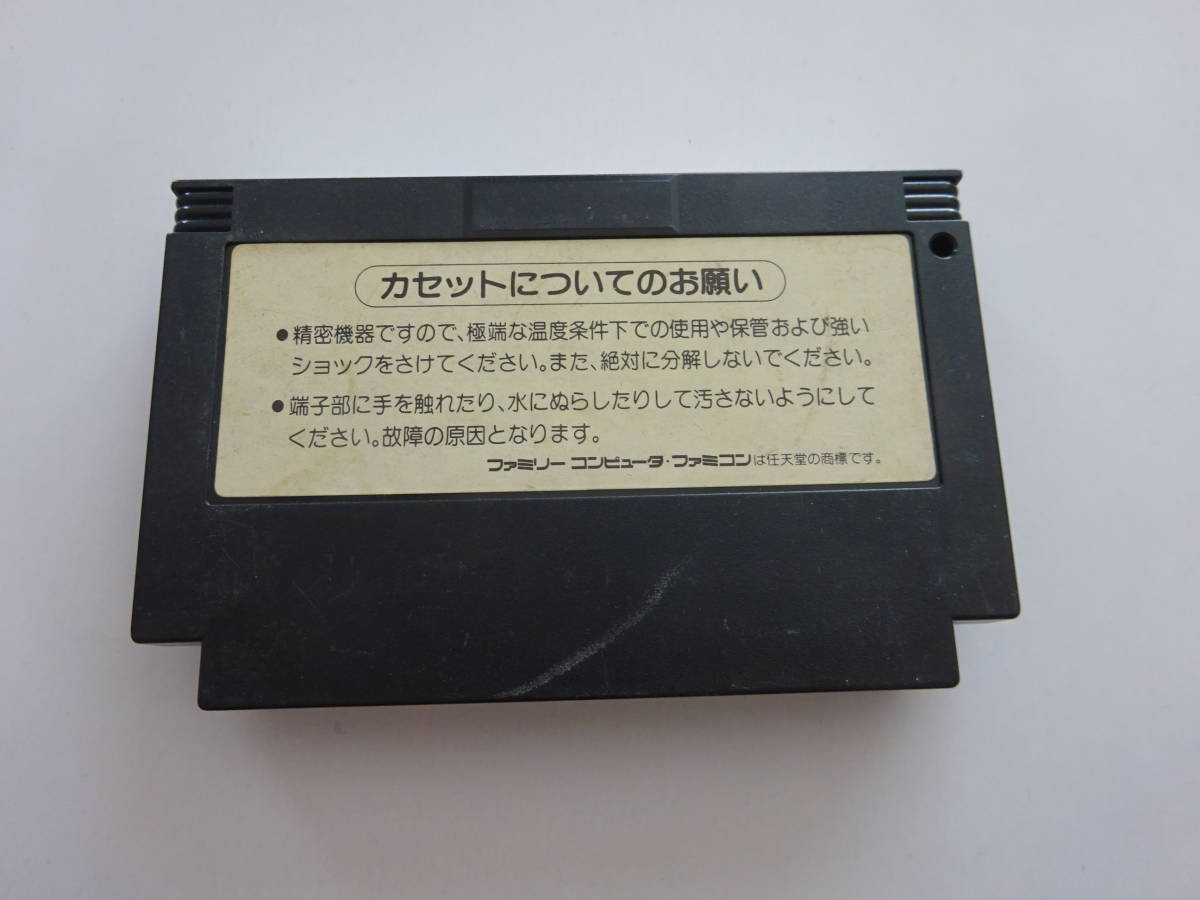 カセットについてのお願い
●精密機器ですので、極端な温度条件下での使用や保管および強い
ショックをさけてください。また、絶対に分解しないでください。
●端子部に手を触れたり、水にぬらしたりして汚さないようにして
ください。故障の原因となります。
ファミリー コンピュータ・ファミコンは任天堂の商標です。